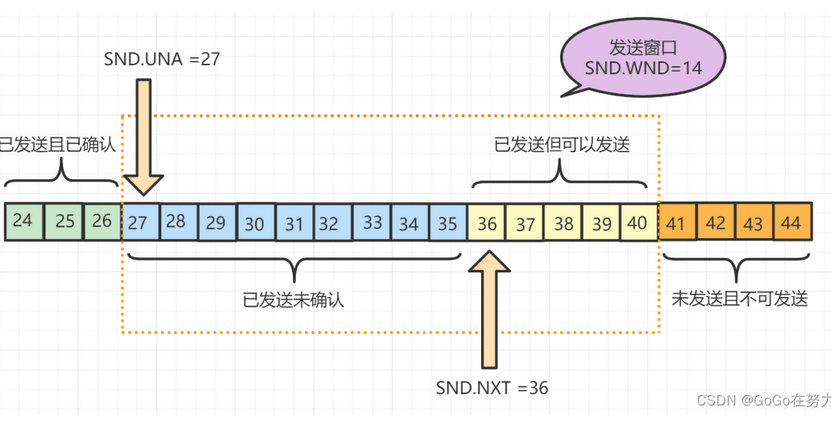 发送窗口
SND.WND=14
SND.UNA =27
已发送且已确认
已发送但可以发送
24 25 26 27 28 29 30 31 32 33 34 35 36 37 38 39 40 41 42 43 44
已发送未确认
未发送且不可发送
SND.NXT =36
CSDN @GoGo在努力